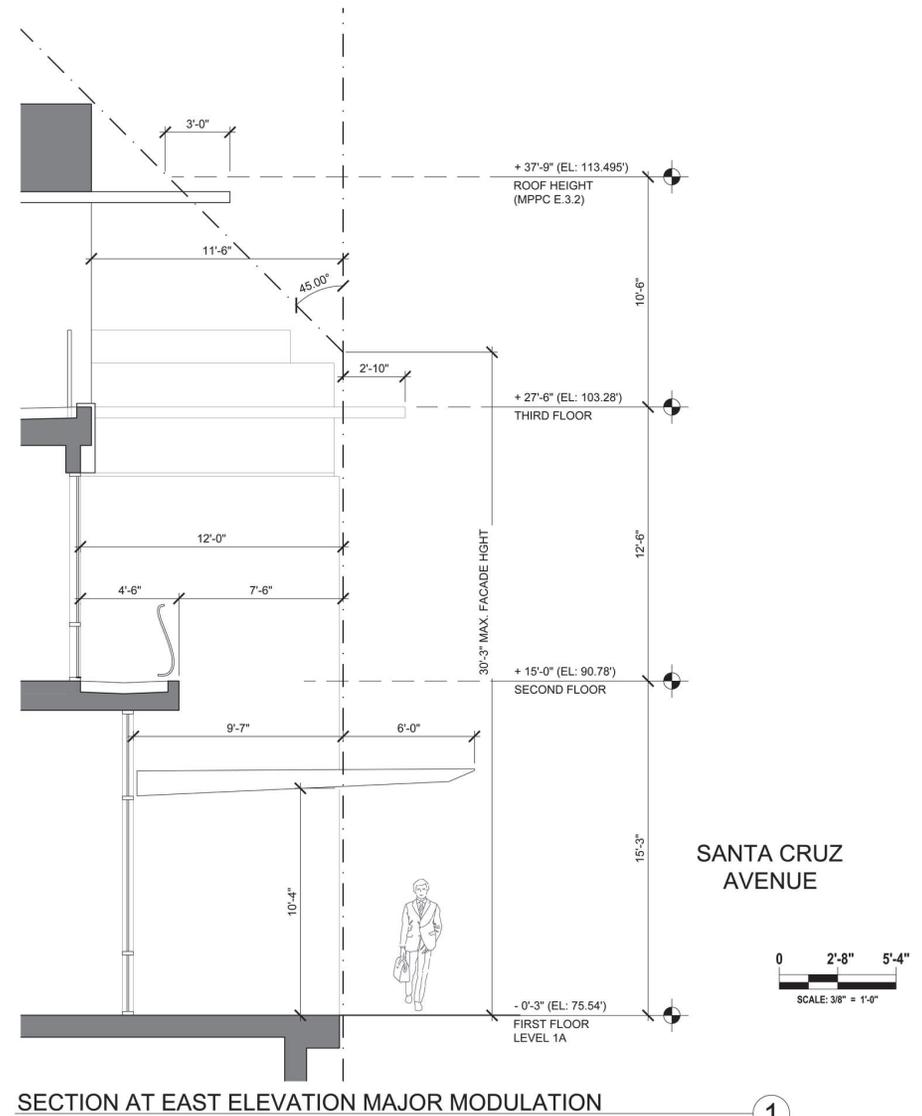 3'-0"
+ 37'-9" (EL: 113.495')
ROOF HEIGHT
(MPPC E.3.2)
11'-6"
45.00°
10'-6"
2'-10"
+ 27'-6" (EL: 103.28')
THIRD FLOOR
12'-0"
30'-3" MAX. FACADE HGHT
12'-6"
4'-6"
7'-6"
+ 15'-0" (EL: 90.78')
SECOND FLOOR
9'-7"
6'-0"
15'-3"
SANTA CRUZ
AVENUE
10'-4"
0 2'-8" 5'-4"
SCALE: 3/8" = 1'-0"
- 0'-3" (EL: 75.54')
FIRST FLOOR
LEVEL 1A
SECTION AT EAST ELEVATION MAJOR MODULATION
1